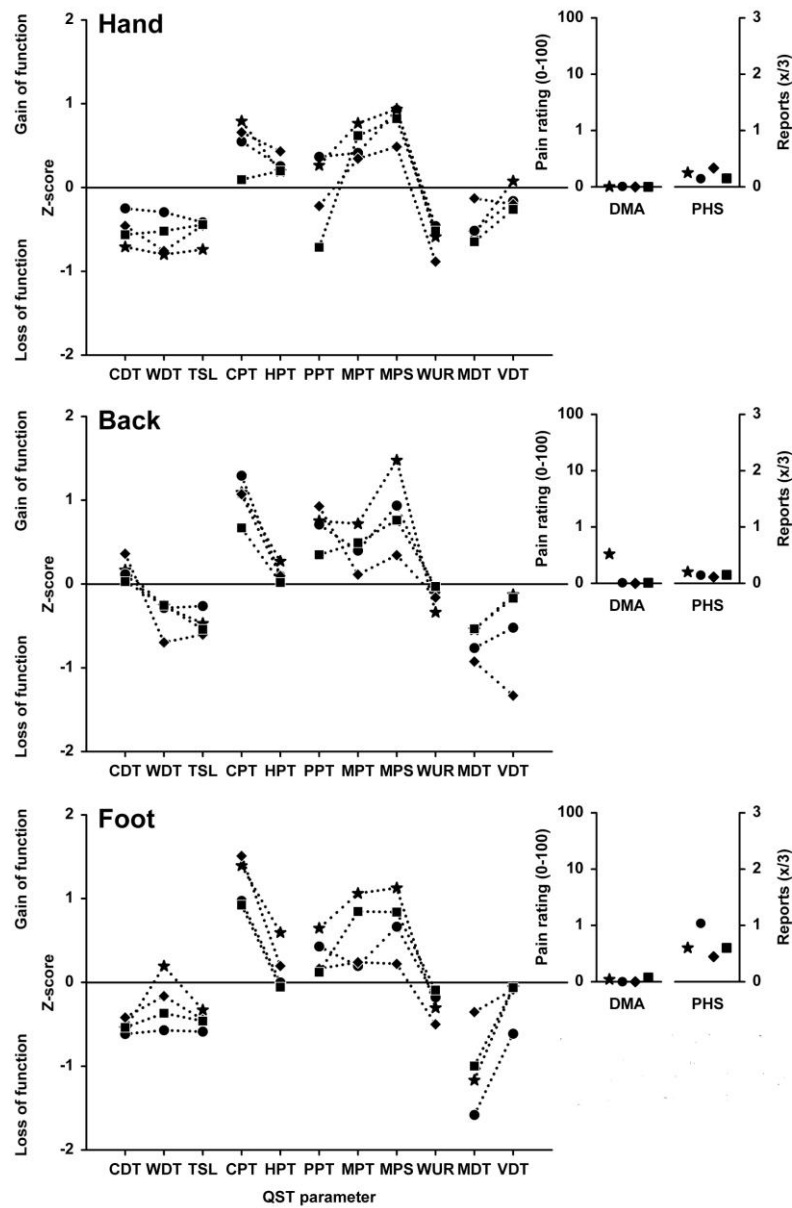 Hand
Gain of function
Z-score
Loss of function
2
1
0
-1
-2
CDT WDT TSL CPT HPT PPT MPT MPS WUR MDT VDT
Pain rating (0-100)
100
10
1
0
DMA PHS
3
2
1
0
Reports (x/3)
Back
Gain of function
Z-score
Loss of function
2
1
0
-1
-2
CDT WDT TSL CPT HPT PPT MPT MPS WUR MDT VDT
Pain rating (0-100)
100
10
1
0
DMA PHS
3
2
1
0
Reports (x/3)
Foot
Gain of function
Z-score
Loss of function
2
1
0
-1
-2
CDT WDT TSL CPT HPT PPT MPT MPS WUR MDT VDT
QST parameter
Pain rating (0-100)
100
10
1
0
DMA PHS
3
2
1
0
Reports (x/3)